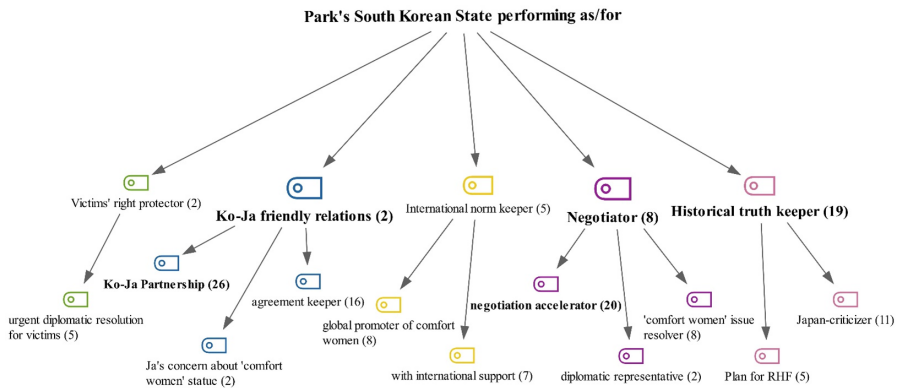 Park's South Korean State performing as/for
Victims' right protector (2)
Ko-Ja friendly relations (2)
International norm keeper (5)
Negotiator (8)
Historical truth keeper (19)
Ko-Ja Partnership (26)
agreement keeper (16)
negotiation accelerator (20)
urgent diplomatic resolution
for victims (5)
global promoter of comfort
women (8)
'comfort women' issue
resolver (8)
Japan-criticizer (11)
Ja's concern about 'comfort
women' statue (2)
with international support (7)
diplomatic representative (2)
Plan for RHF (5)